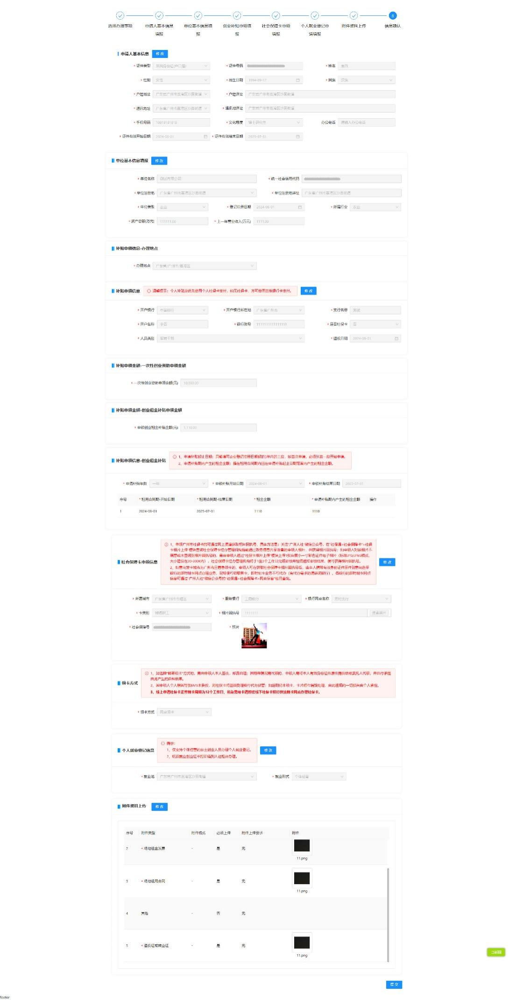 8
选择办理事项 申请人基本信息填报 单位基本信息填报 创业补贴申领填报 社会保障卡申领填报 个人就业登记申请填报 附件资料上传 信息确认
申请人基本信息 修 改
* 证件类型 居民身份证(户口簿) * 证件号码 * 姓名 李四
* 性别 女性 * 出生日期 1994-09-17 * 民族 汉族
* 户籍地址 广东省广州市荔湾区沙面街道 * 户籍详址 广东省广州市荔湾区沙面街道
* 通讯地址 广东省广州市荔湾区沙面街道 * 通讯地详址 广东省广州市荔湾区沙面街道
* 手机号码 18818181818 * 文化程度 博士研究生 办公电话 请输入办公电话
* 证件有效开始日期 2024-08-01 * 证件有效结束日期 2025-07-31
单位基本信息填报 修 改
* 单位名称 测试有限公司 * 统一社会信用代码
* 单位注册地 广东省广州市荔湾区沙面街道 * 单位注册地详址 广东省广州市荔湾区沙面街道
* 单位类型 企业 * 登记注册日期 2024-08-01 * 所属行业 农业
* 资产总额(万元) 111111.00 * 上一年营业收入(万元) 1111.00
补贴申领信息-办理地点
* 办理地点 广东省/广州市/荔湾区
补贴申领信息 温馨提示：个人补贴应优先使用个人社保卡支付，如无社保卡，方可使用其他银行卡支付。 修 改
* 开户银行 中国银行 * 开户银行所在地 广东省广州市 * 支行名称 测试
* 开户名称 李四 * 银行账号 1111111111111111 * 是否社保卡 否
* 人员类别 军转干部 * 退役日期 2024-08-01
补贴申领金额-一次性创业资助申领金额
* 一次性创业资助申领金额(元) 10,000.00
补贴申领金额-创业租金补贴申领金额
* 申领创业租金补贴金额(元) 1,110.00
补贴申领信息-创业租金补贴
1、申请补贴起止日期：只能填写企业登记注册日期起的3年内的三段，如首次申请，必须从第一段开始申请。
2、申请补贴期内产生的租金金额：指在租用合同期内且在申请补贴起止日期范围内产生的租金金额。
* 申请补贴年数 一年 * 申领补贴开始日期 2024-08-01 * 申领补贴结束日期 2025-07-31
序号 * 租用合同期-开始日期 * 租用合同期-结束日期 * 租金金额 * 申请补贴期内产生的租金金额 操作
1 2024-08-01 2025-07-31 1110 1110
社会保障卡申领信息 修 改
1、申领广州市社保卡的可通过网上渠道获取相片回执号，具体方法是：关注“广州人社”微信公众号，在“社保通>社会保障卡”>社保
卡相片上传”模块查询社会保障卡经办管理机构提前通过政务信息共享准备的申领人相片，并获得相片回执号；如申领人对该相片不
满意或未查询到相片回执号的，需由申领人通过“社保卡相片上传”模块上传1张白底小一寸彩色证件电子相片（标准JPG/JPEG格式，
大小建议在20-200K内），社会保障卡经办管理机构将于1至3个工作日完成审核并短信通知审核结果，便可获得相片回执号。
2、如意向发卡城市为广州市且着急领卡的，申领人可在获取社会保障卡相片回执号后，由本人携带有效身份证件原件到意向选择
银行的即时制卡网点办理业务，现场便可领取新卡，即时制卡业务不可代办（有代办需求的请详询银行），各银行的即时制卡网点
信息可通过“广州人社”微信公众号的“社保通>社会保障卡>网点信息”栏目查询。
* 所属城市 广东省广州市市辖区 * 服务银行 工商银行 * 银行网点名称 芳村支行
* 卡类别 城镇职工 * 相片回执号 1111111 搜索相片
* 社会保障号 * 照片
领卡方式
1、如选择“邮寄领卡”方式的，需由申领人本人签收，邮费自理；因特殊情况需代领的，申领人需将本人有效身份证件原件提供给被委托人代领，并自行承担
由此产生的各种后果。
2、因申领人个人原因导致EMS未妥投，对社保卡将退回受理银行代为保管；如逾期仍未领卡，卡片将作销毁处理，由此造成的一切损失由个人承担。
3、线上申请社保卡正常制卡周期为12个工作日，若急需用卡请前往线下社保卡银行快速制卡网点办理社保卡。
* 领卡方式 网点领卡
个人就业登记信息 修 改
提示：
1、仅支持个体经营的自主创业人员办理个人就业登记。
2、纸质就业创业证卡打印请到人社柜台办理。
* 就业地 广东省广州市荔湾区沙面街道 * 就业形式 个体经营
附件资料上传 修 改
序号 附件类型 附件格式 必须上传 附件上传要求 附件
2 * 场地租金发票 - 是 无 11.png
3 * 场地租用合同 - 是 无 11.png
4 其他 - 否 无
5 * 退役证或转业证 - 是 无 11.png
返回
提 交
footer